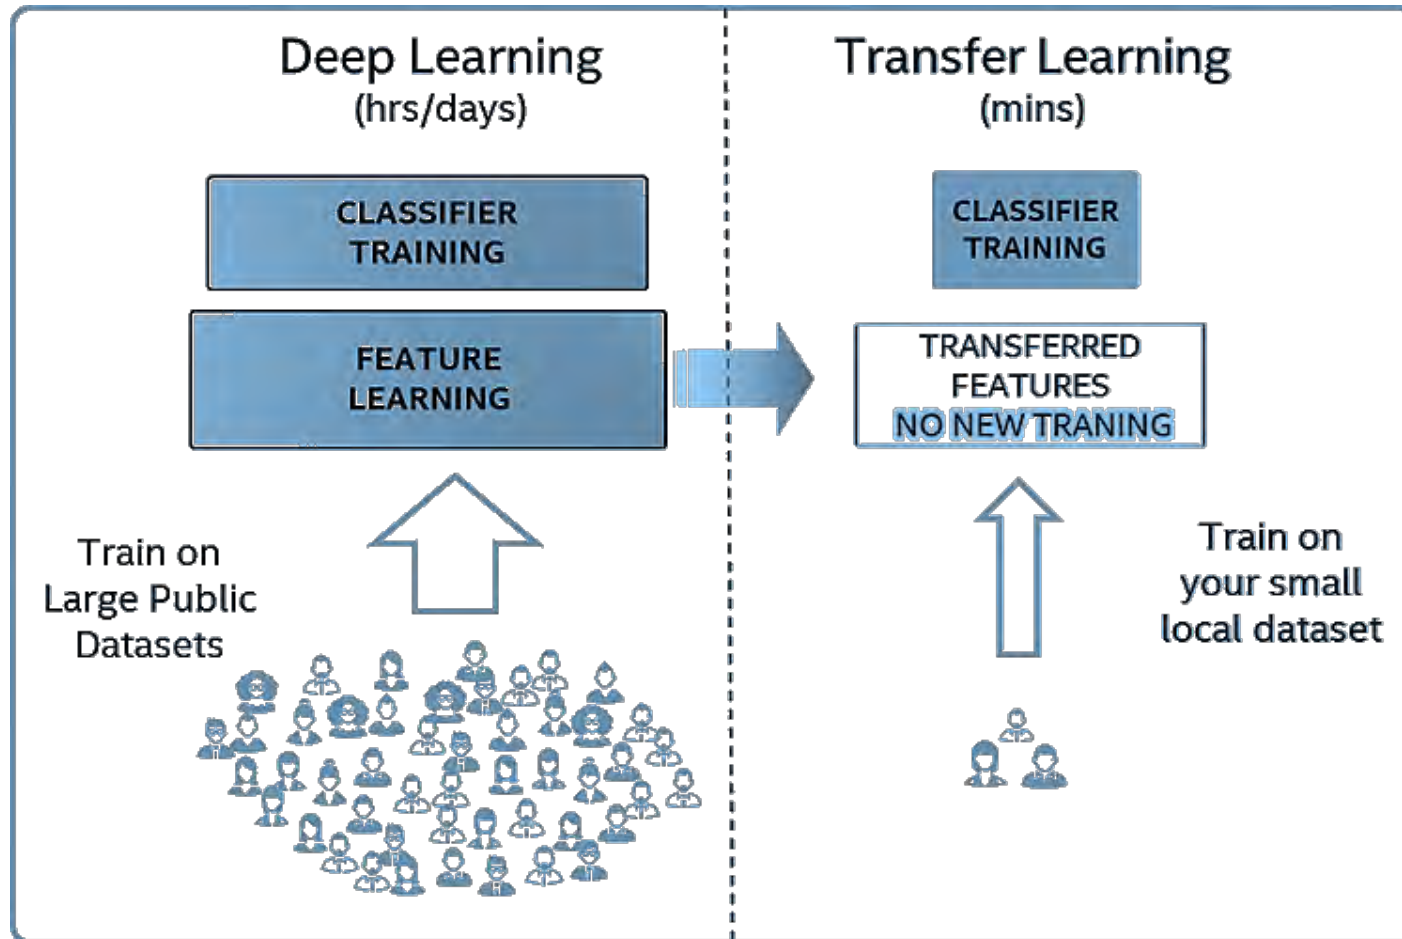 Deep Learning
(hrs/days)
CLASSIFIER
TRAINING
FEATURE
LEARNING
Train on
Large Public
Datasets
Transfer Learning
(mins)
CLASSIFIER
TRAINING
TRANSFERRED
FEATURES
NO NEW TRANING
Train on
your small
local dataset